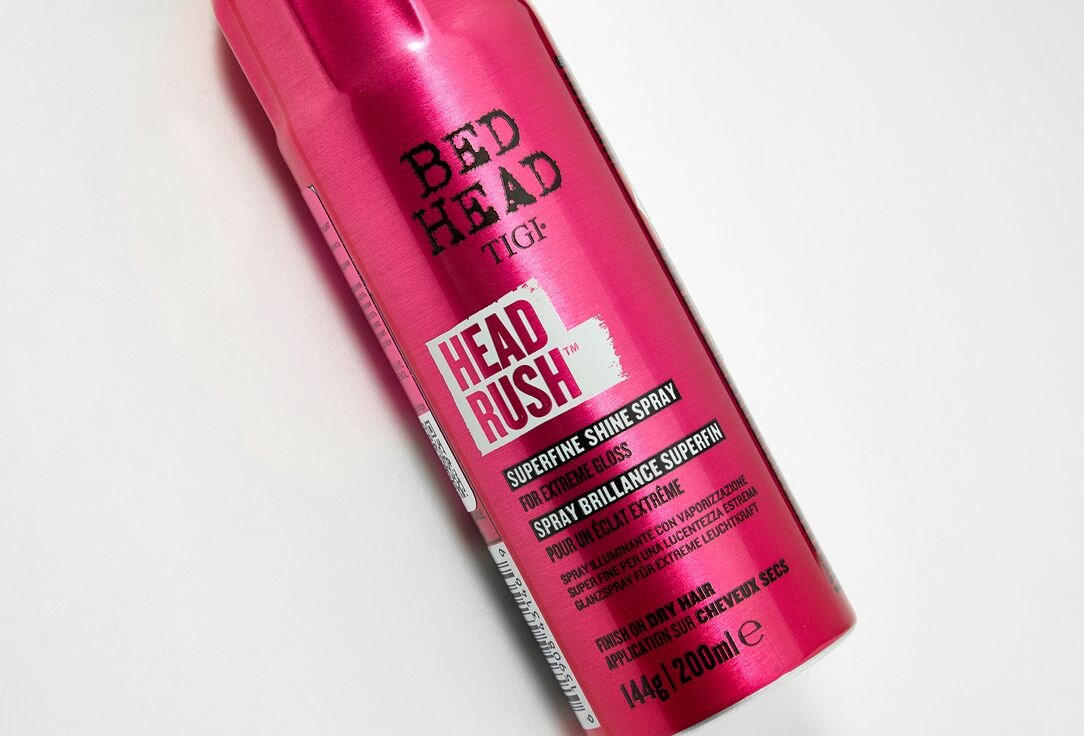 BED
HEAD
TIGI
HEAD
RUSH™
SUPERFINE SHINE SPRAY
FOR EXTREME GLOSS
SPRAY BRILLANCE SUPERFIN
POUR UN ÉCLAT EXTRÊME
SPRAY ILLUMINANTE CON VAPORIZZAZIONE
SUPER FINE PER UNA LUCENTEZZA ESTREMA
GLANZSPRAY FÜR EXTREME LEUCHTKRAFT
FINISH ON DRY HAIR
APPLICATION SUR CHEVEUX SECS
144g | 200ml ℮